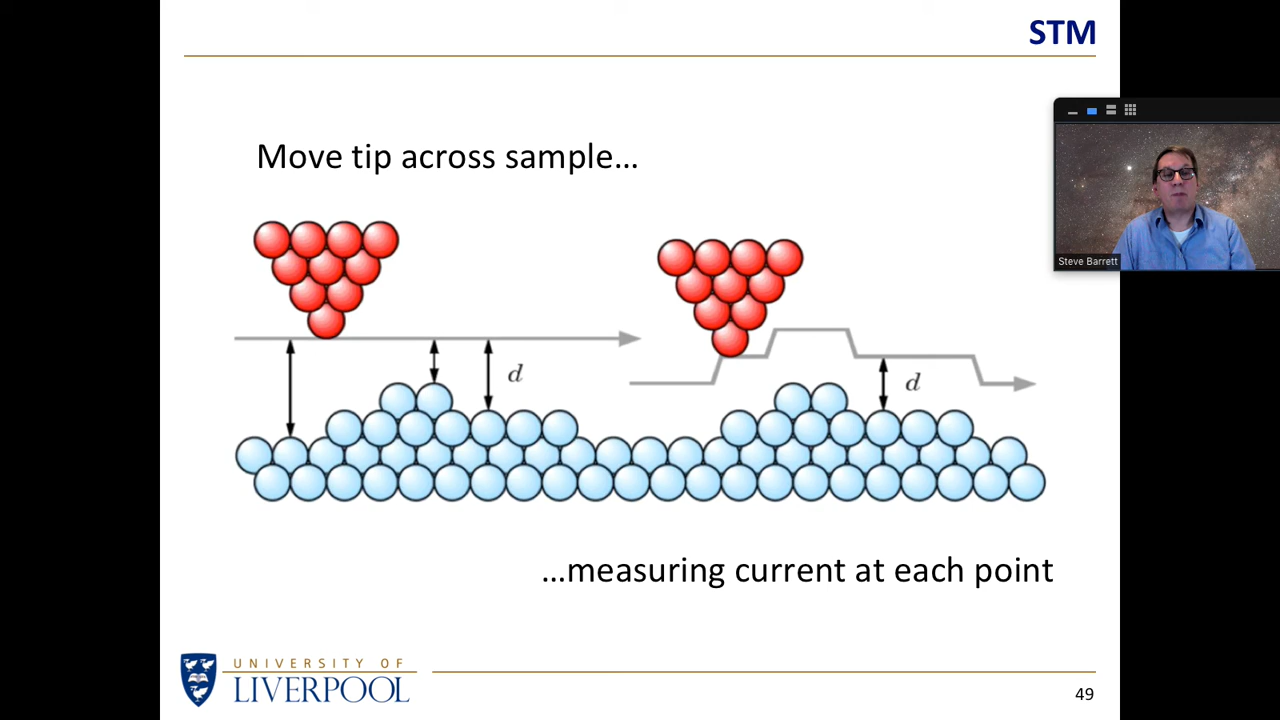 STM
Move tip across sample...
Steve Barrett
d
d
...measuring current at each point
UNIVERSITY OF
LIVERPOOL
49